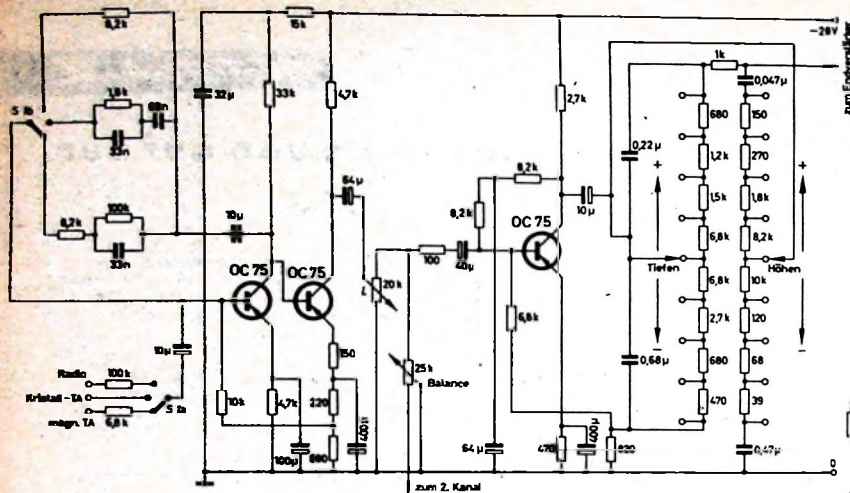 8,2k
15k
-28V
zum Endverstärker
1k
1,8k
68n
32µ
33k
4,7k
2,7k
0,047µ
S Ib
33n
680
150
0,22µ
8,2k
1,2k
270
+
+
64µ
8,2k
1,5k
1,8k
100k
10µ
10µ
8,2k
OC 75
6,8k
8,2k
33n
OC 75
OC 75
100
40µ
Tiefen
Höhen
L
20k
6,8k
10k
6,8k
2,7k
120
10µ
150
25k
-
-
Balance
0,68µ
680
68
Radio
100k
Kristall-TA
10k
4,7k
220
470
39
magn. TA
6,8k
S Ia
400µ
100µ
680
64µ
470
400µ
820
0,47µ
0
zum 2. Kanal